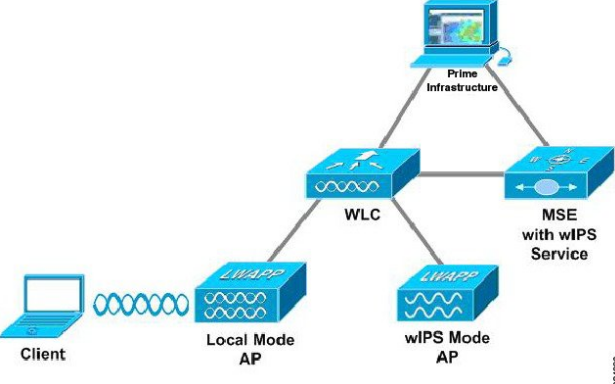 Prime
Infrastructure
N
W
E
S
WLC
MSE
with wIPS
Service
LWAPP
LWAPP
Client
Local Mode
AP
wIPS Mode
AP